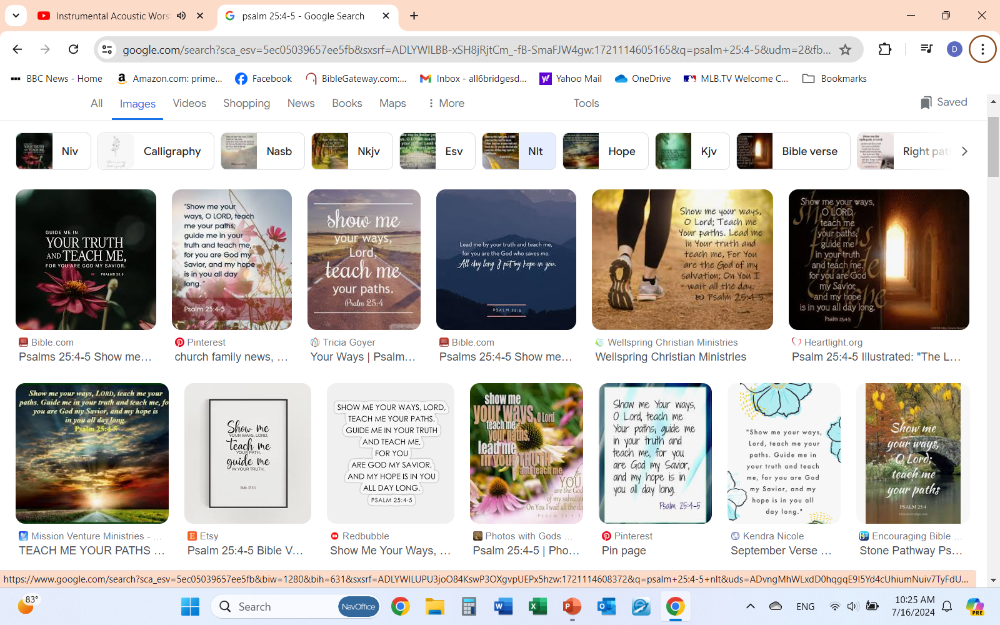 Instrumental Acoustic Wors
psalm 25:4-5 - Google Search
google.com/search?sca_esv=5ec05039657ee5fb&sxsrf=ADLYWILBB-xSH8jRjtCm_-fB-SmaFJW4gw:1721114605165&q=psalm+25:4-5&udm=2&fb...
D
BBC News - Home
Amazon.com: prime...
Facebook
BibleGateway.com:...
Inbox - all6bridgesd...
Yahoo Mail
OneDrive
MLB.TV Welcome C...
Bookmarks
All
Images
Videos
Shopping
News
Books
Maps
More
Tools
Saved
Niv
Calligraphy
Nasb
Nkjv
Esv
Nlt
Hope
Kjv
Bible verse
Right pat
GUIDE ME IN
YOUR TRUTH
AND TEACH ME,
FOR YOU ARE GOD MY SAVIOR.
PSALMS 25:5
"Show me your
ways, O LORD, teach
me your paths;
guide me in your
truth and teach me,
for you are God my
Savior, and my hope
is in you all day
long. "
Psalm 25:4-5
show me
your ways,
Lord,
teach me
your paths.
Psalm 25:4
Lead me by your truth and teach me,
for you are the God who saves me.
All day long I put my hope in you.
PSALM 25:5
Show me your ways,
O Lord; Teach me
Your paths. Lead me
in Your truth and
teach me, For You
are the God of my
salvation; On You I
wait all the day.
Psalm 25:4-5
Show me your ways,
O LORD,
teach me
your paths;
guide me
in your truth
and teach me,
for you are God
my Savior,
and my hope
is in you all day long.
Psalm 25:4-5
Bible.com
Psalms 25:4-5 Show me...
Pinterest
church family news, ...
Tricia Goyer
Your Ways | Psalm...
Bible.com
Psalms 25:4-5 Show me...
Wellspring Christian Ministries
Wellspring Christian Ministries
Heartlight.org
Psalm 25:4-5 Illustrated: "The L...
Show me your ways, LORD, teach me your
paths. Guide me in your truth and teach me, fo
you are God my Savior, and my hope is
in you all day long.
Psalm 25:4-5
Show me
YOUR WAYS, LORD,
teach me
YOUR PATH,
guide me
IN YOUR TRUTH.
SHOW ME YOUR WAYS, LORD,
TEACH ME YOUR PATHS.
GUIDE ME IN YOUR TRUTH
AND TEACH ME,
FOR YOU
ARE GOD MY SAVIOR,
AND MY HOPE IS IN YOU
ALL DAY LONG.
PSALM 25:4-5
show me
your ways, O Lord
teach me
your paths.
lead me
in your TRUTH
and teach me,
for
YOU
are the God
of my salvation
On You I wait all the da
PSALM 25:4-5
Show me Your ways,
O Lord, teach me
Your paths; guide me
in your truth and
teach me, for you
are God my Savior,
and my hope is in
you all day long.
Psalm 25:4-5
"Show me your ways,
Lord, teach me your
paths. Guide me in
your truth and teach
me, for you are God
my Savior, and my
hope is in you all
day long."
Show me
your ways,
O Lord;
teach me
your paths
PSALM 25:4
Mission Venture Ministries - ...
TEACH ME YOUR PATHS ...
Etsy
Psalm 25:4-5 Bible V...
Redbubble
Show Me Your Ways, ...
Photos with Gods ...
Psalm 25:4-5 | Pho...
Pinterest
Pin page
Kendra Nicole
September Verse ...
Encouraging Bible ...
Stone Pathway Ps...
https://www.google.com/search?sca_esv=5ec05039657ee5fb&biw=1280&bih=631&sxsrf=ADLYWILUPU3joO84KswP3OXgvpUEPx5hzw:1721114608372&q=psalm+25:4-5+nlt&uds=ADvngMhWLxdD0hqgqE9I5Yd4cUhiumNuiv7TyFdU...
83°
Search
NavOffice
ENG
10:25 AM
7/16/2024
PRE